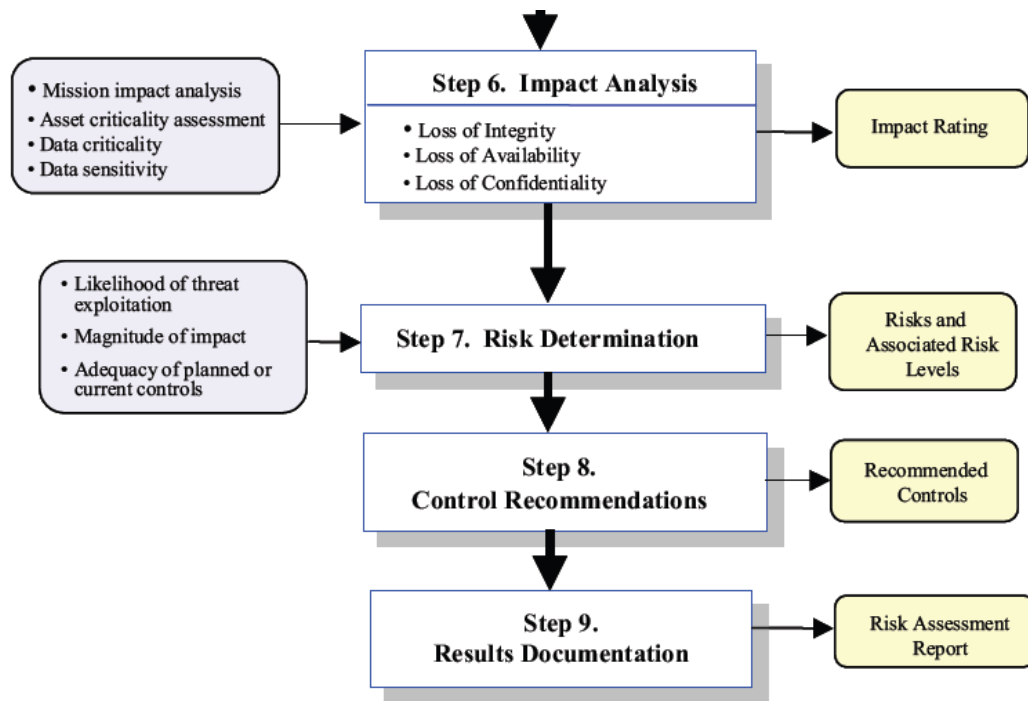 Step 6. Impact Analysis
• Mission impact analysis
• Asset criticality assessment
• Data criticality
• Data sensitivity
• Loss of Integrity
• Loss of Availability
• Loss of Confidentiality
Impact Rating
• Likelihood of threat
exploitation
• Magnitude of impact
• Adequacy of planned or
current controls
Step 7. Risk Determination
Risks and
Associated Risk
Levels
Step 8.
Control Recommendations
Recommended
Controls
Step 9.
Results Documentation
Risk Assessment
Report